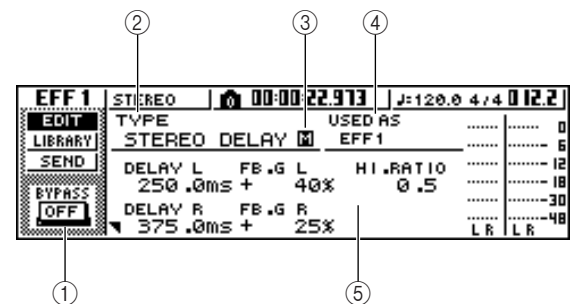 ② ③ ④
EFF1 STEREO 00:00:22.973 ♩=120.0 4/4 012.2
EDIT TYPE USED AS
LIBRARY STEREO DELAY M EFF1
SEND
DELAY L FB.G L HI.RATIO
250.0ms + 40% 0.5
BYPASS
OFF
DELAY R FB.G R
375.0ms + 25%
0
6
12
18
30
48
L R L R
① ⑤